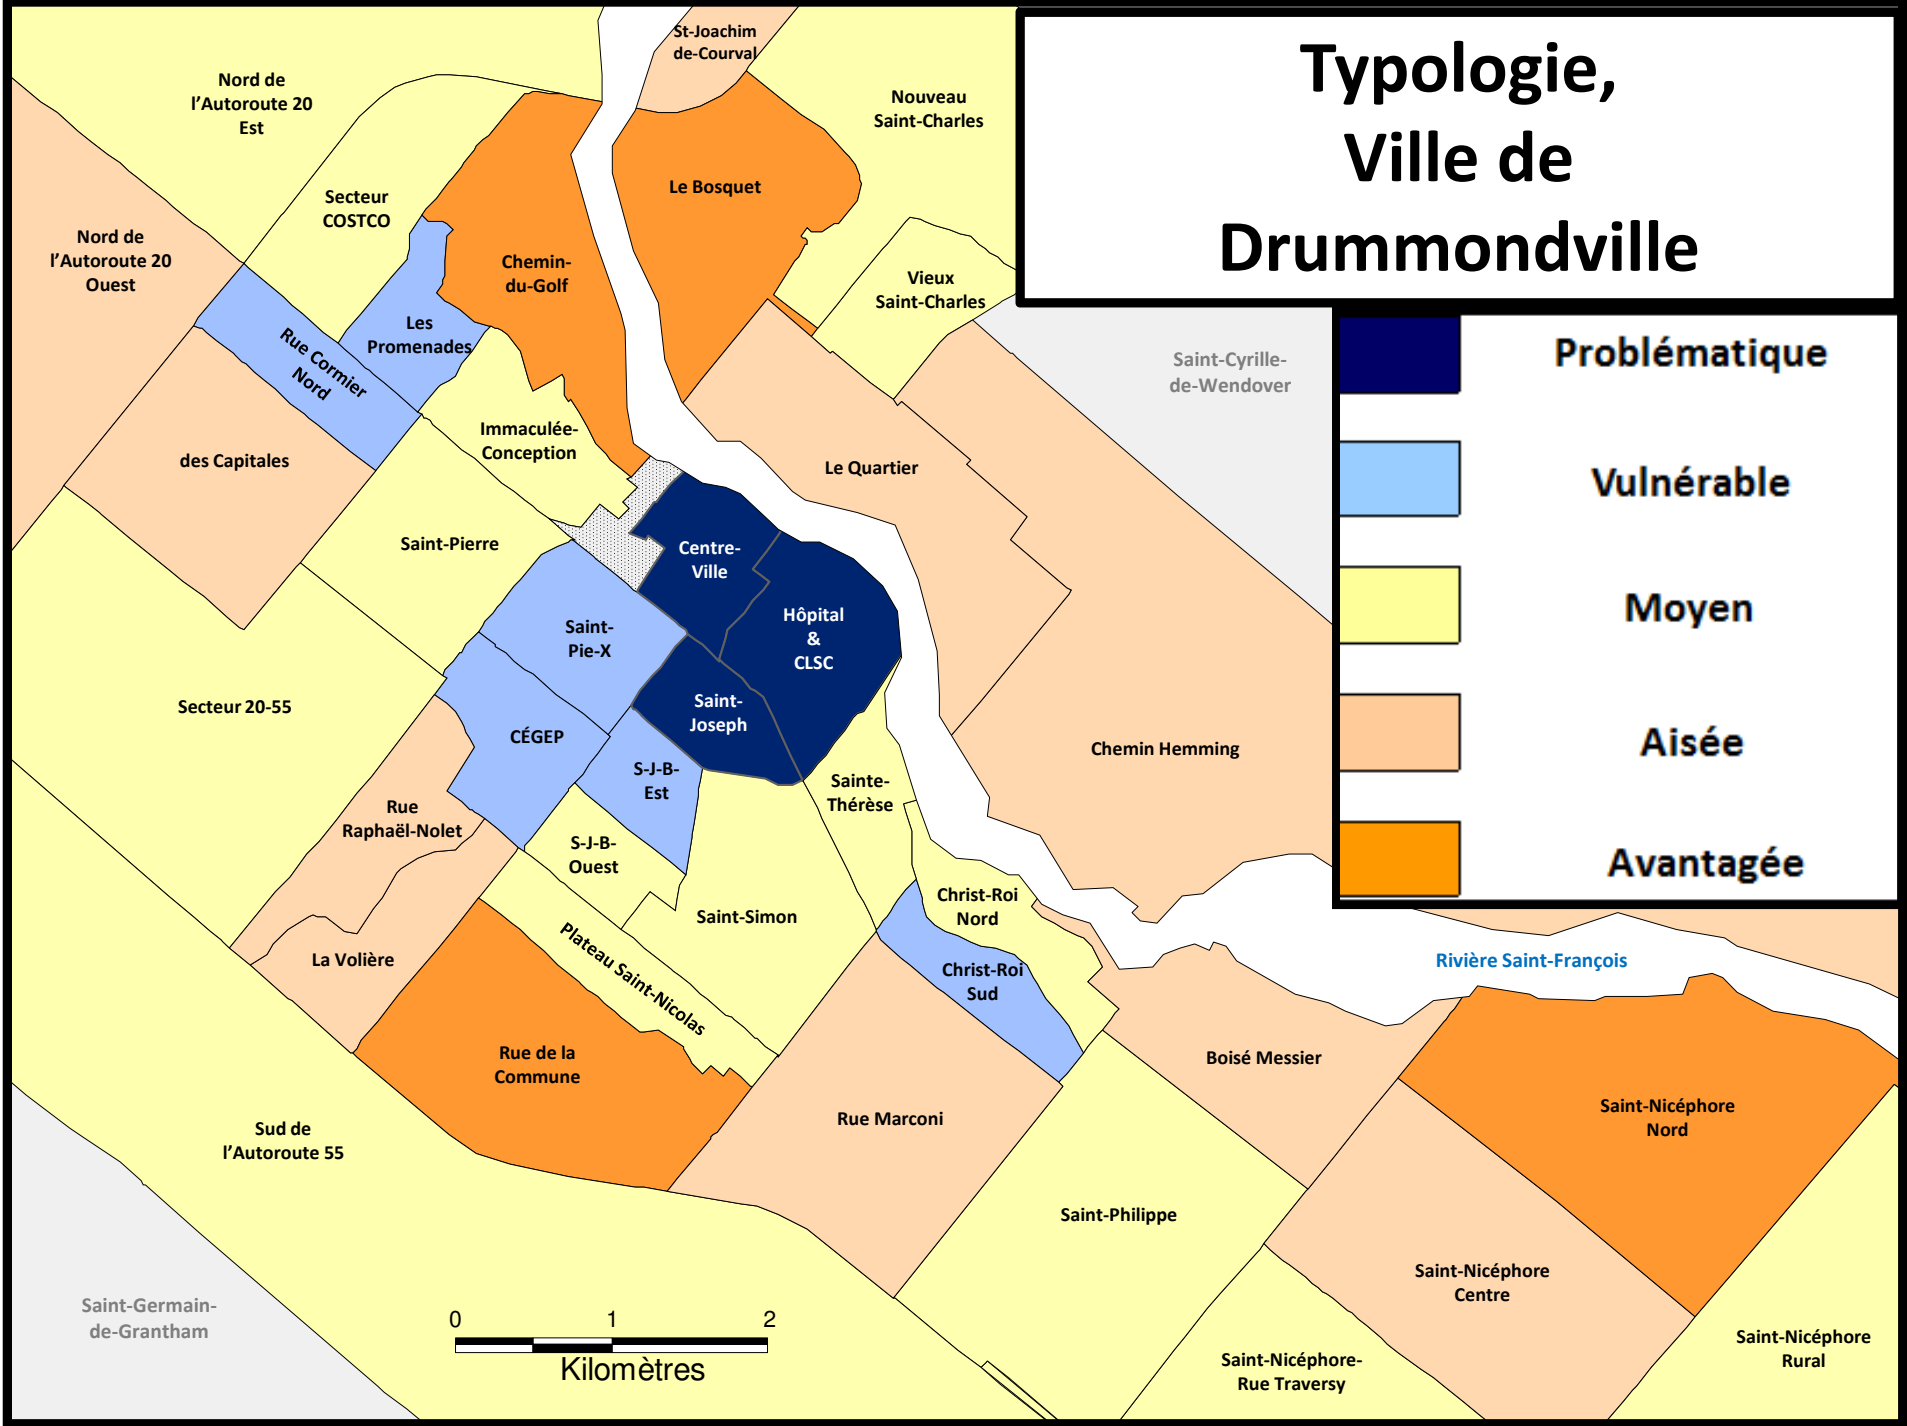 Typologie,
Ville de
Drummondville
Problématique
Vulnérable
Moyen
Aisée
Avantagée
St-Joachim
de-Courval
Nord de
l’Autoroute 20
Est
Nouveau
Saint-Charles
Le Bosquet
Secteur
COSTCO
Nord de
l’Autoroute 20
Ouest
Chemin-
du-Golf
Vieux
Saint-Charles
Les
Promenades
Rue Cormier
Nord
Saint-Cyrille-
de-Wendover
Immaculée-
Conception
des Capitales
Le Quartier
Saint-Pierre
Centre-
Ville
Hôpital
&
CLSC
Saint-
Pie-X
Secteur 20-55
Saint-
Joseph
CÉGEP
Chemin Hemming
S-J-B-
Est
Sainte-
Thérèse
Rue
Raphaël-Nolet
S-J-B-
Ouest
Christ-Roi
Nord
Saint-Simon
La Volière
Plateau Saint-Nicolas
Christ-Roi
Sud
Rivière Saint-François
Rue de la
Commune
Boisé Messier
Saint-Nicéphore
Nord
Rue Marconi
Sud de
l’Autoroute 55
Saint-Philippe
Saint-Nicéphore
Centre
Saint-Germain-
de-Grantham
Saint-Nicéphore
Rural
Saint-Nicéphore-
Rue Traversy
0 1 2
Kilomètres